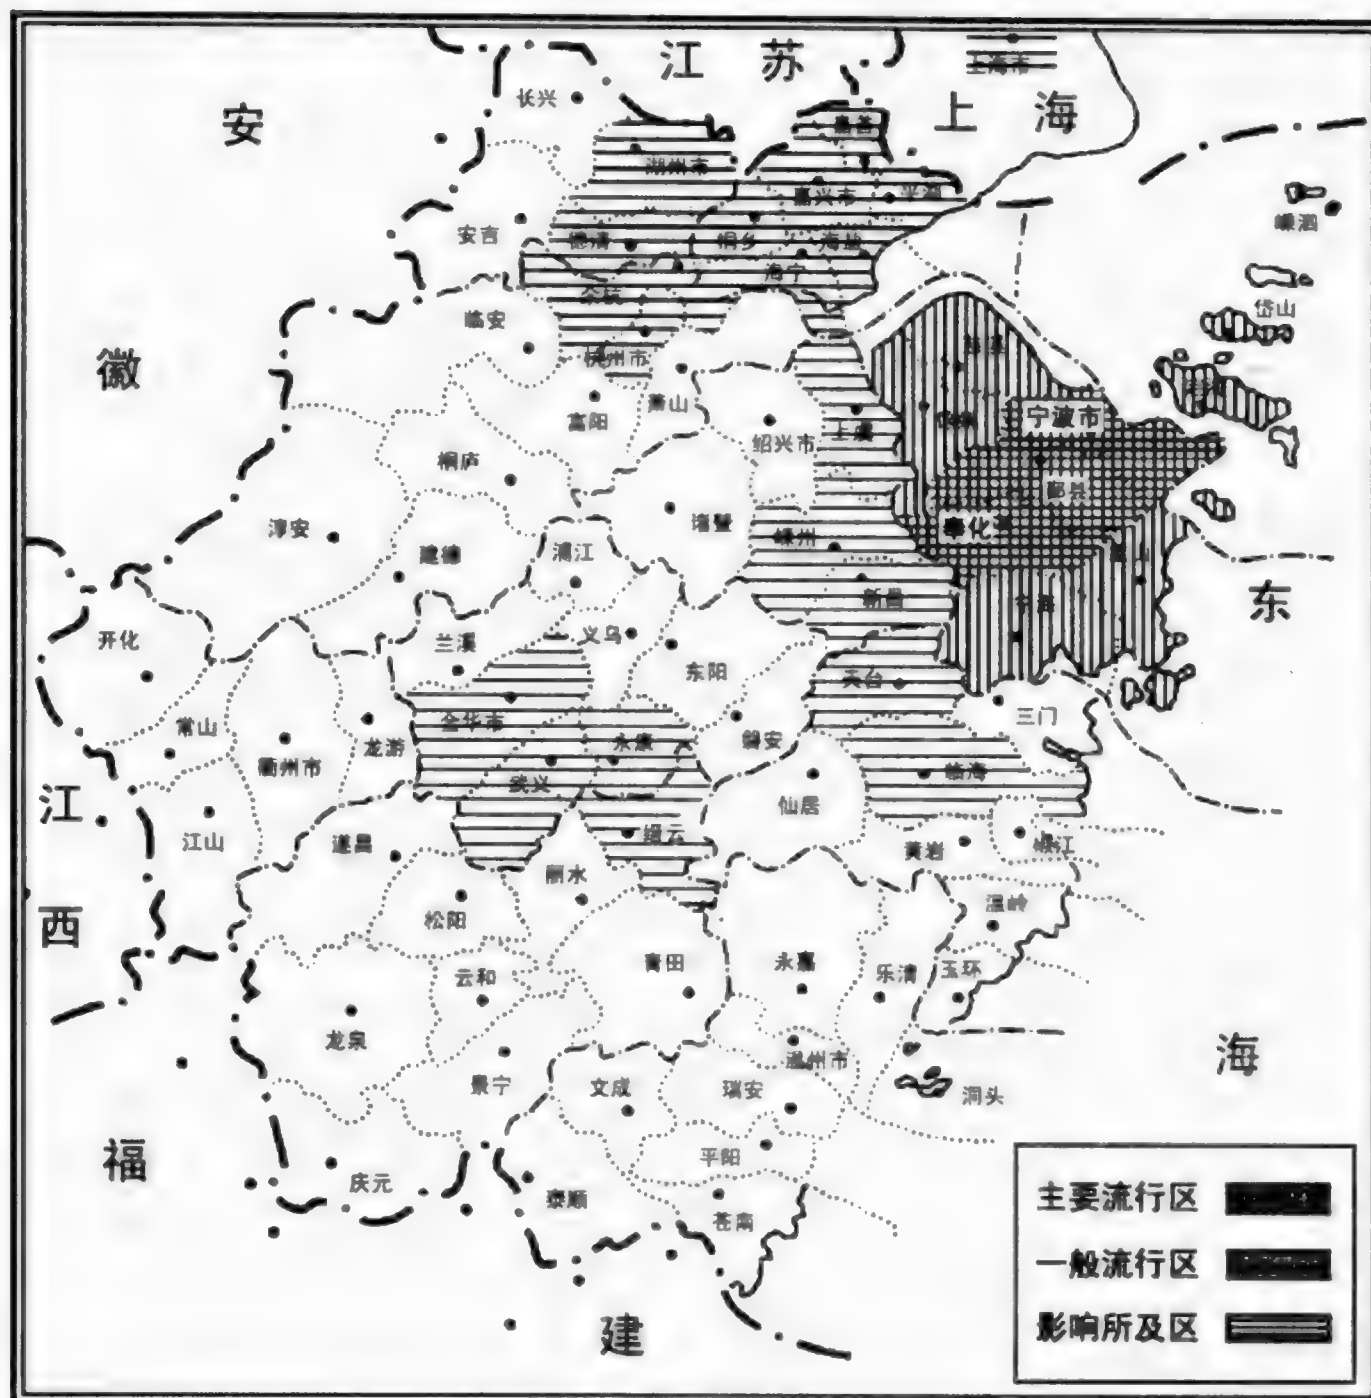 江 苏
上海市
上 海
安
徽
长兴
嘉善
湖州市
嘉兴市
平湖
安吉
德清
桐乡
海盐
海宁
余杭
嵊泗
岱山
临安
杭州市
富阳
萧山
绍兴市
上虞
宁波市
鄞县
奉化
桐庐
诸暨
嵊州
淳安
建德
浦江
新昌
宁海
东
开化
兰溪
义乌
东阳
天台
三门
常山
衢州市
龙游
金华市
永康
磐安
武义
临海
仙居
江
西
江山
遂昌
缙云
黄岩
椒江
丽水
松阳
温岭
云和
青田
永嘉
乐清
玉环
龙泉
温州市
海
景宁
文成
瑞安
洞头
福
平阳
庆元
泰顺
苍南
建
主要流行区
一般流行区
影响所及区